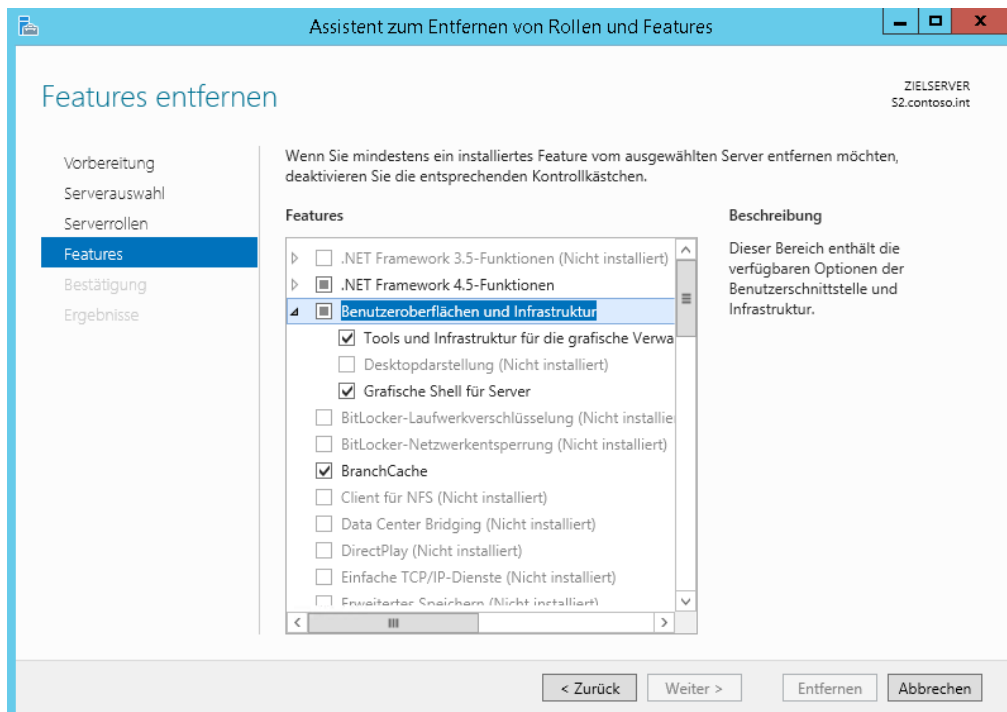 Assistent zum Entfernen von Rollen und Features
Features entfernen
ZIELSERVER
S2.contoso.int
Vorbereitung
Serverauswahl
Serverrollen
Features
Bestätigung
Ergebnisse
Wenn Sie mindestens ein installiertes Feature vom ausgewählten Server entfernen möchten,
deaktivieren Sie die entsprechenden Kontrollkästchen.
Features
.NET Framework 3.5-Funktionen (Nicht installiert)
.NET Framework 4.5-Funktionen
Benutzeroberflächen und Infrastruktur
Tools und Infrastruktur für die grafische Verwa
Desktopdarstellung (Nicht installiert)
Grafische Shell für Server
BitLocker-Laufwerkverschlüsselung (Nicht installie
BitLocker-Netzwerkentsperrung (Nicht installiert)
BranchCache
Client für NFS (Nicht installiert)
Data Center Bridging (Nicht installiert)
DirectPlay (Nicht installiert)
Einfache TCP/IP-Dienste (Nicht installiert)
Erweitertes Speichern (Nicht installiert)
Beschreibung
Dieser Bereich enthält die
verfügbaren Optionen der
Benutzerschnittstelle und
Infrastruktur.
< Zurück
Weiter >
Entfernen
Abbrechen